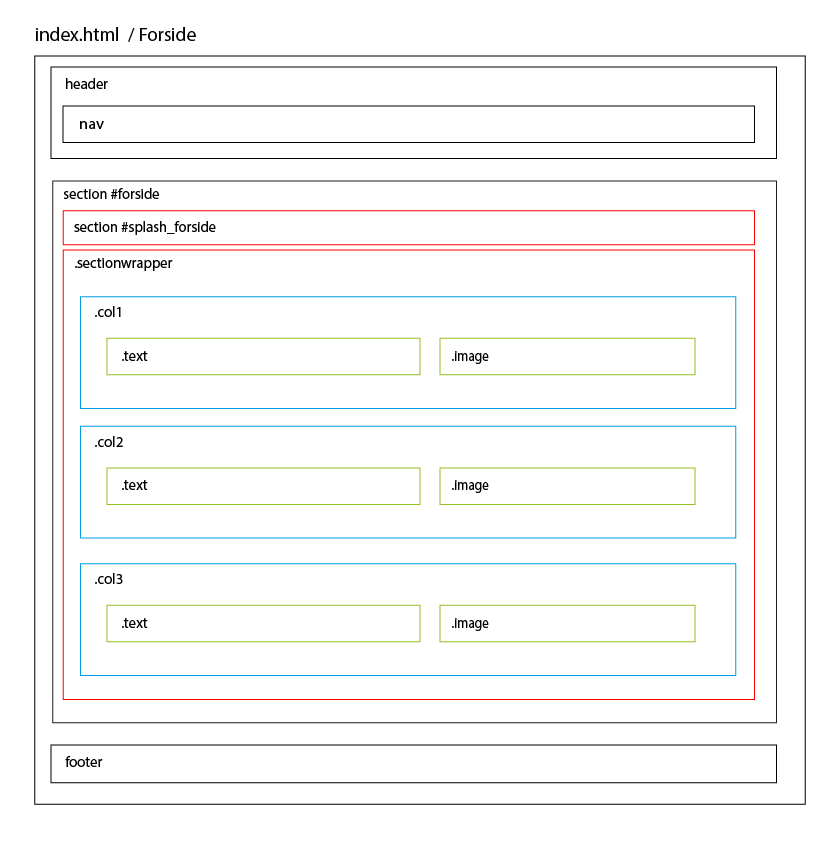 index.html / Forside
header
nav
section #forside
section #splash_forside
.sectionwrapper
.col1
.text .image
.col2
.text .image
.col3
.text .image
footer